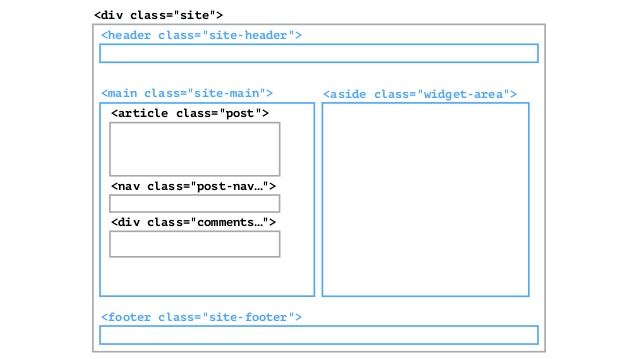 <div class="site">
<header class="site-header">
<main class="site-main">
<aside class="widget-area">
<article class="post">
<nav class="post-nav…">
<div class="comments…">
<footer class="site-footer">